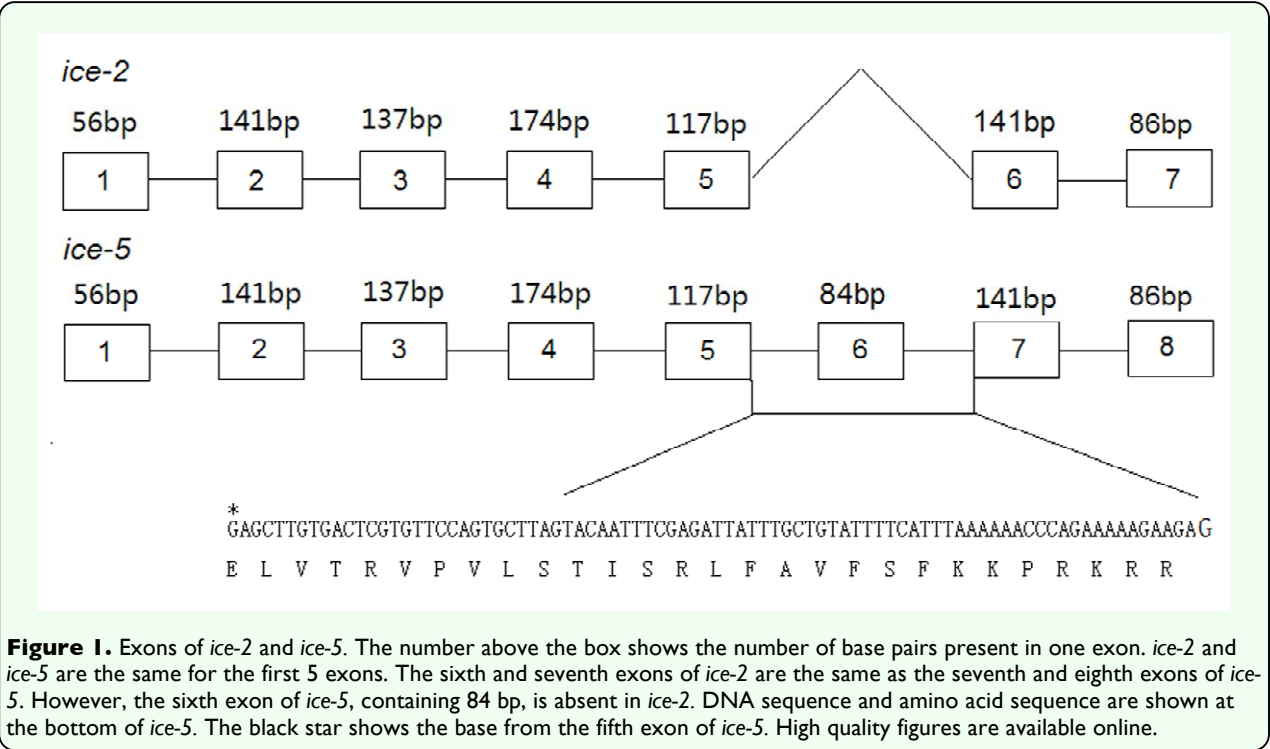 ice-2
56bp 141bp 137bp 174bp 117bp 141bp 86bp
1 2 3 4 5 6 7
ice-5
56bp 141bp 137bp 174bp 117bp 84bp 141bp 86bp
1 2 3 4 5 6 7 8
*
GAGCTTGTGACTCGTGTTCCAGTGCTTAGTACAATTTCGAGATTATTTGCTGTATTTTCATTTAAAAAACCCAGAAAAAGAAGAG
E L V T R V P V L S T I S R L F A V F S F K K P R K R R
Figure 1. Exons of ice-2 and ice-5. The number above the box shows the number of base pairs present in one exon. ice-2 and
ice-5 are the same for the first 5 exons. The sixth and seventh exons of ice-2 are the same as the seventh and eighth exons of ice-
5. However, the sixth exon of ice-5, containing 84 bp, is absent in ice-2. DNA sequence and amino acid sequence are shown at
the bottom of ice-5. The black star shows the base from the fifth exon of ice-5. High quality figures are available online.